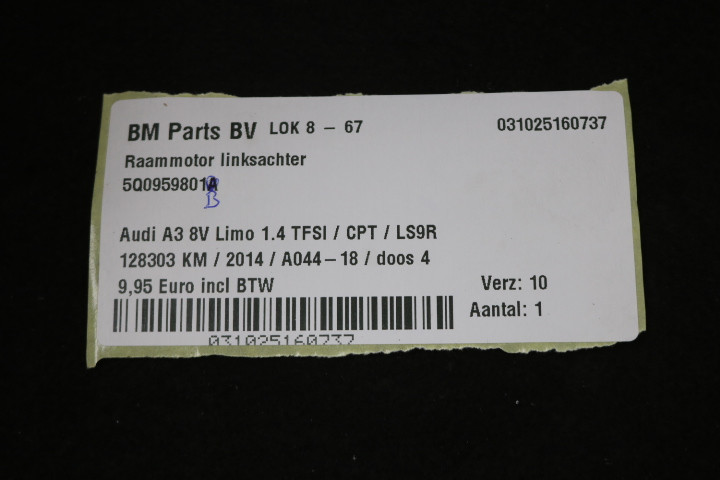 BM Parts BV LOK 8 – 67 031025160737
Raammotor linksachter
5Q0959801A
B
Audi A3 8V Limo 1.4 TFSI / CPT / LS9R
128303 KM / 2014 / A044–18 / doos 4
9,95 Euro incl BTW Verz: 10
Aantal: 1
031025160737